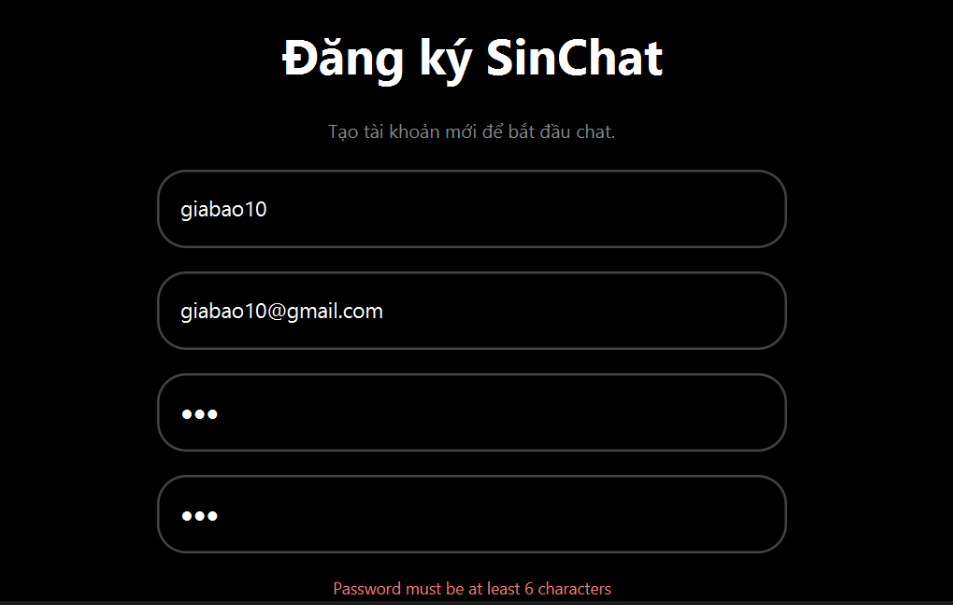 Đăng ký SinChat
Tạo tài khoản mới để bắt đầu chat.
giabao10
giabao10@gmail.com
•••
•••
Password must be at least 6 characters